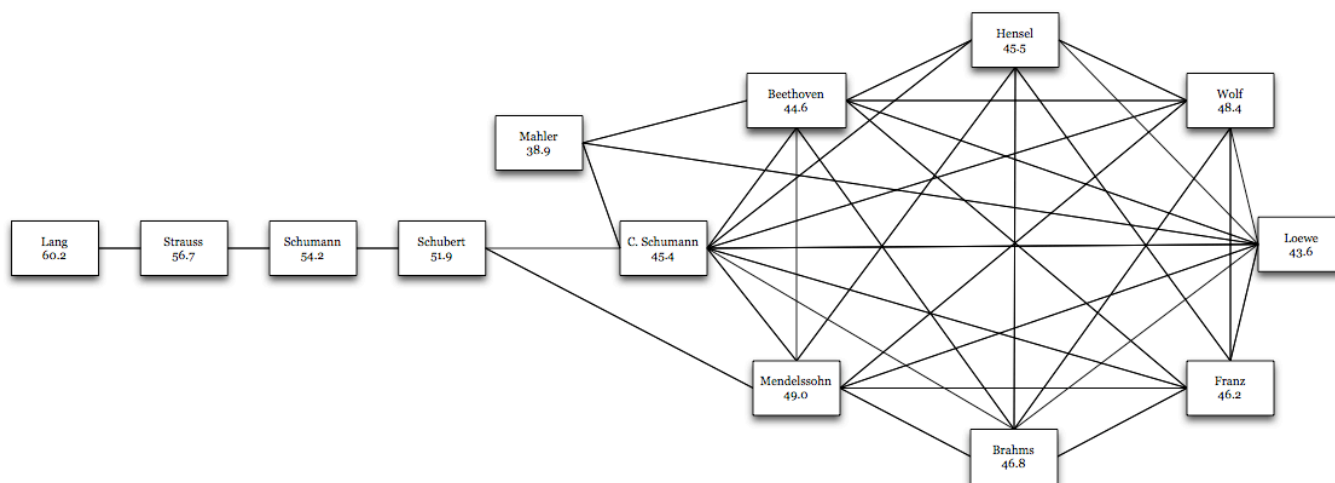 Hensel
45.5
Beethoven
44.6
Wolf
48.4
Mahler
38.9
Lang
60.2
Strauss
56.7
Schumann
54.2
Schubert
51.9
C. Schumann
45.4
Loewe
43.6
Mendelssohn
49.0
Franz
46.2
Brahms
46.8